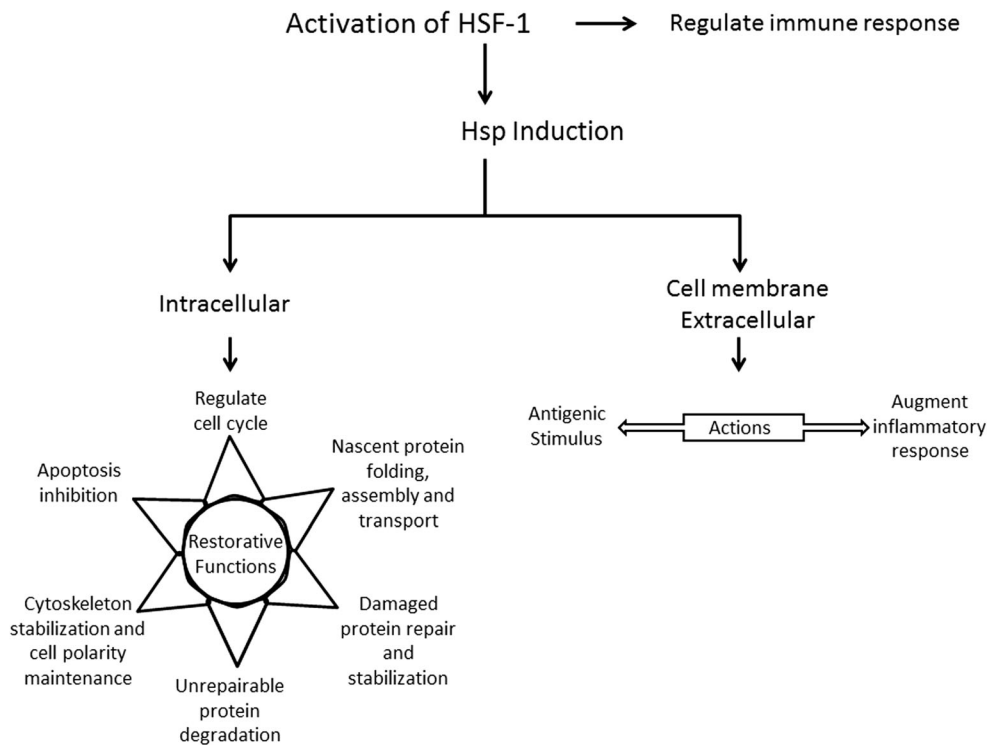 Activation of HSF-1
Regulate immune response
Hsp Induction
Intracellular
Cell membrane
Extracellular
Regulate
cell cycle
Nascent protein
folding,
assembly and
transport
Apoptosis
inhibition
Restorative
Functions
Cytoskeleton
stabilization and
cell polarity
maintenance
Damaged
protein repair
and
stabilization
Unrepairable
protein
degradation
Antigenic
Stimulus
Actions
Augment
inflammatory
response